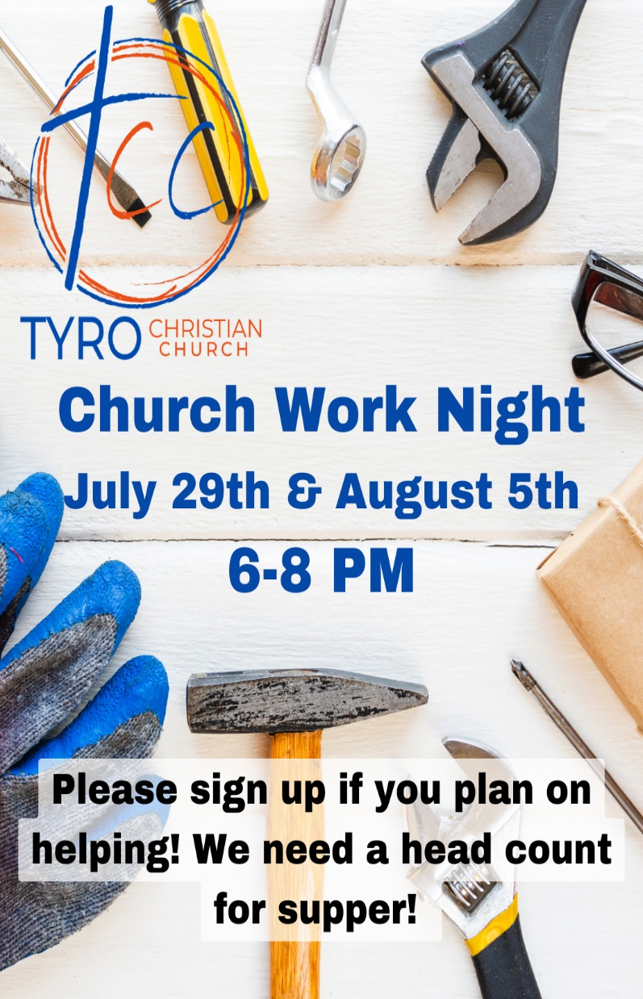 tcc
TYRO CHRISTIAN
CHURCH
Church Work Night
July 29th & August 5th
6-8 PM
Please sign up if you plan on
helping! We need a head count
for supper!